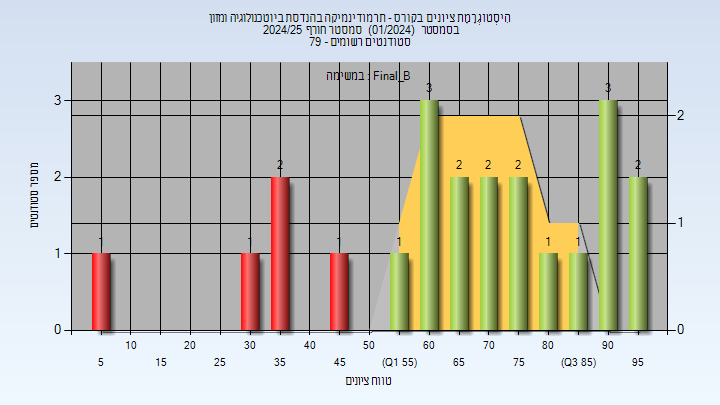 הִיסְטוֹגְרָמַת ציונים בקורס - תרמודינמיקה בהנדסת ביוטכנולוגיה ומזון
בסמסטר (01/2024) סמסטר חורף 2024/25
סטודנטים רשומים - 79
במשימה : Final_B
מספר סטודנטים
3
2
1
0
2
1
0
1
1
2
1
1
3
2
2
2
1
1
3
2
10 20 30 40 50 60 70 80 90
5 15 25 35 45 (Q1 55) 65 75 (Q3 85) 95
טווח ציונים